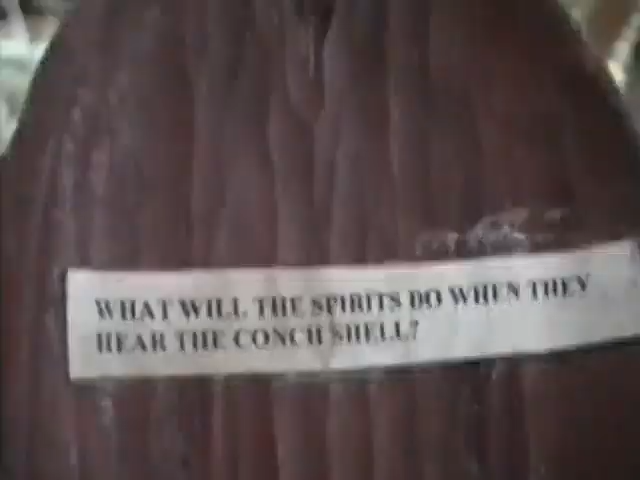 WHAT WILL THE SPIRITS DO WHEN THEY
HEAR THE CONCH SHELL?